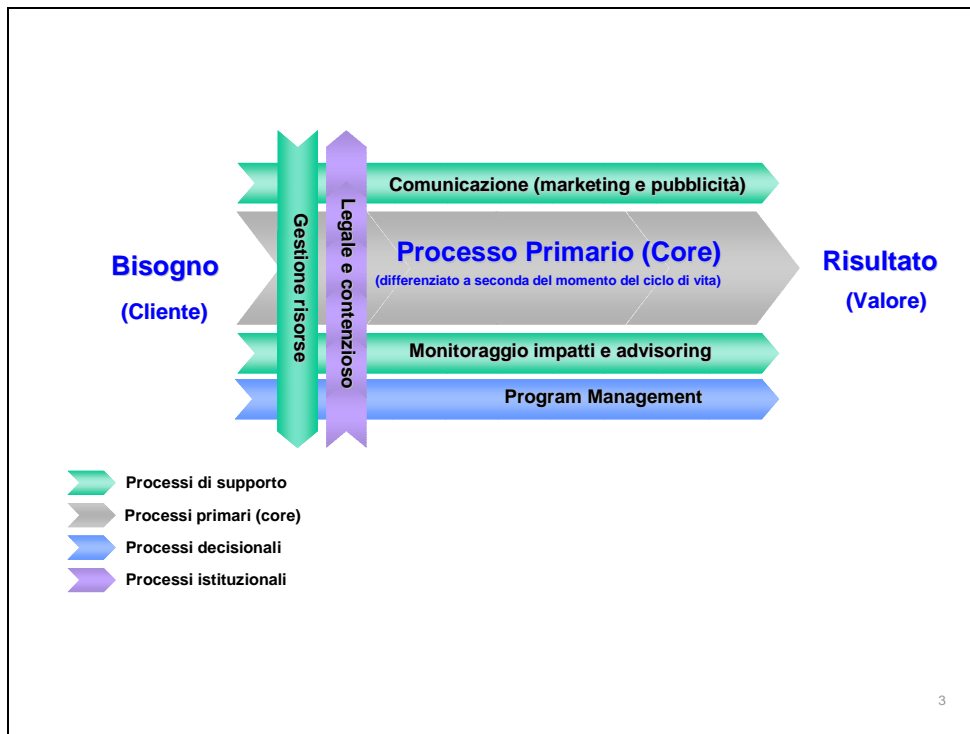 Comunicazione (marketing e pubblicità)
Gestione risorse
Legale e contenzioso
Bisogno
(Cliente)
Processo Primario (Core)
(differenziato a seconda del momento del ciclo di vita)
Risultato
(Valore)
Monitoraggio impatti e advisoring
Program Management
Processi di supporto
Processi primari (core)
Processi decisionali
Processi istituzionali
3